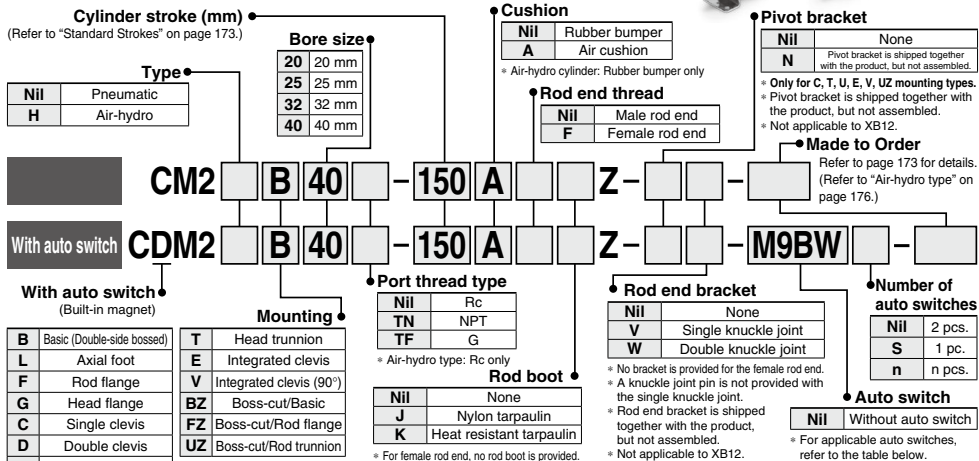 Cylinder stroke (mm)
(Refer to “Standard Strokes” on page 173.)
Type
Nil Pneumatic
H Air-hydro
Bore size
20 20 mm
25 25 mm
32 32 mm
40 40 mm
Cushion
Nil Rubber bumper
A Air cushion
* Air-hydro cylinder: Rubber bumper only
Rod end thread
Nil Male rod end
F Female rod end
Pivot bracket
Nil None
N Pivot bracket is shipped together
with the product, but not assembled.
* Only for C, T, U, E, V, UZ mounting types.
* Pivot bracket is shipped together with
the product, but not assembled.
* Not applicable to XB12.
Made to Order
Refer to page 173 for details.
(Refer to “Air-hydro type” on
page 176.)
CM2 B 40 – 150 A Z – –
With auto switch CDM2 B 40 – 150 A Z – – M9BW –
With auto switch
(Built-in magnet)
Mounting
B Basic (Double-side bossed)
L Axial foot
F Rod flange
G Head flange
C Single clevis
D Double clevis
T Head trunnion
E Integrated clevis
V Integrated clevis (90°)
BZ Boss-cut/Basic
FZ Boss-cut/Rod flange
UZ Boss-cut/Rod trunnion
Port thread type
Nil Rc
TN NPT
TF G
* Air-hydro type: Rc only
Rod boot
Nil None
J Nylon tarpaulin
K Heat resistant tarpaulin
* For female rod end, no rod boot is provided.
Rod end bracket
Nil None
V Single knuckle joint
W Double knuckle joint
* No bracket is provided for the female rod end.
* A knuckle joint pin is not provided with
the single knuckle joint.
* Rod end bracket is shipped
together with the product,
but not assembled.
* Not applicable to XB12.
Number of
auto switches
Nil 2 pcs.
S 1 pc.
n n pcs.
Auto switch
Nil Without auto switch
* For applicable auto switches,
refer to the table below.